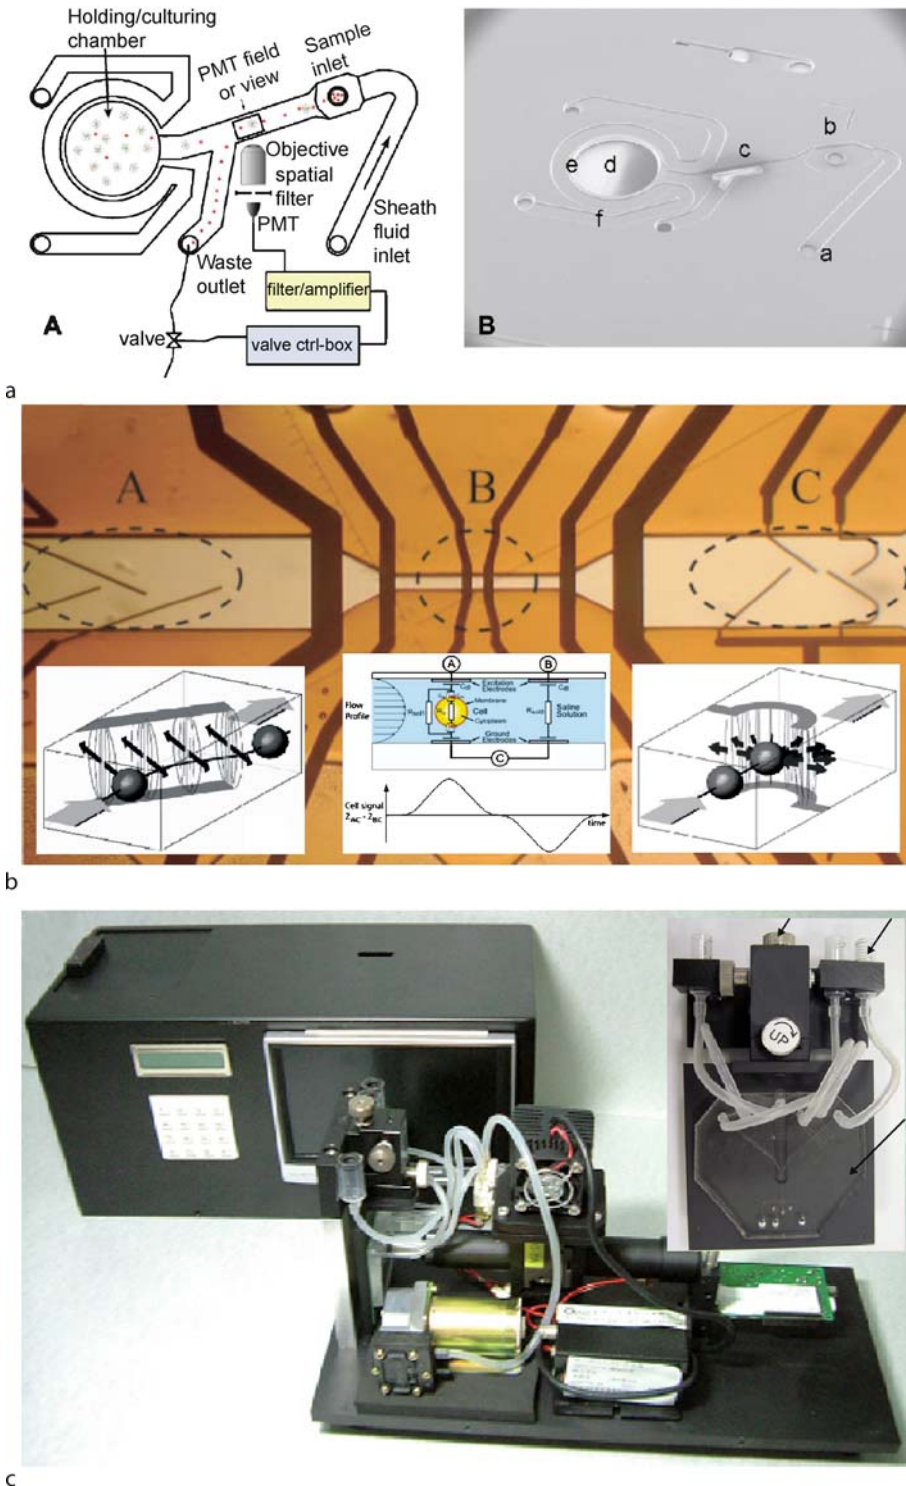 Holding/culturing
chamber
PMT field
or view
Sample
inlet
Objective
spatial
filter
PMT
Sheath
fluid
inlet
Waste
outlet
filter/amplifier
valve
valve ctrl-box
A
B
a
b
c
d
e
f
a
A
B
C
A
B
Excitation
Electrodes
Flow
Profile
Membrane
Cell
Cytoplasm
Saline
Solution
Ground
Electrodes
C
Cell signal
Z AC - Z BC
time
b
UP
c